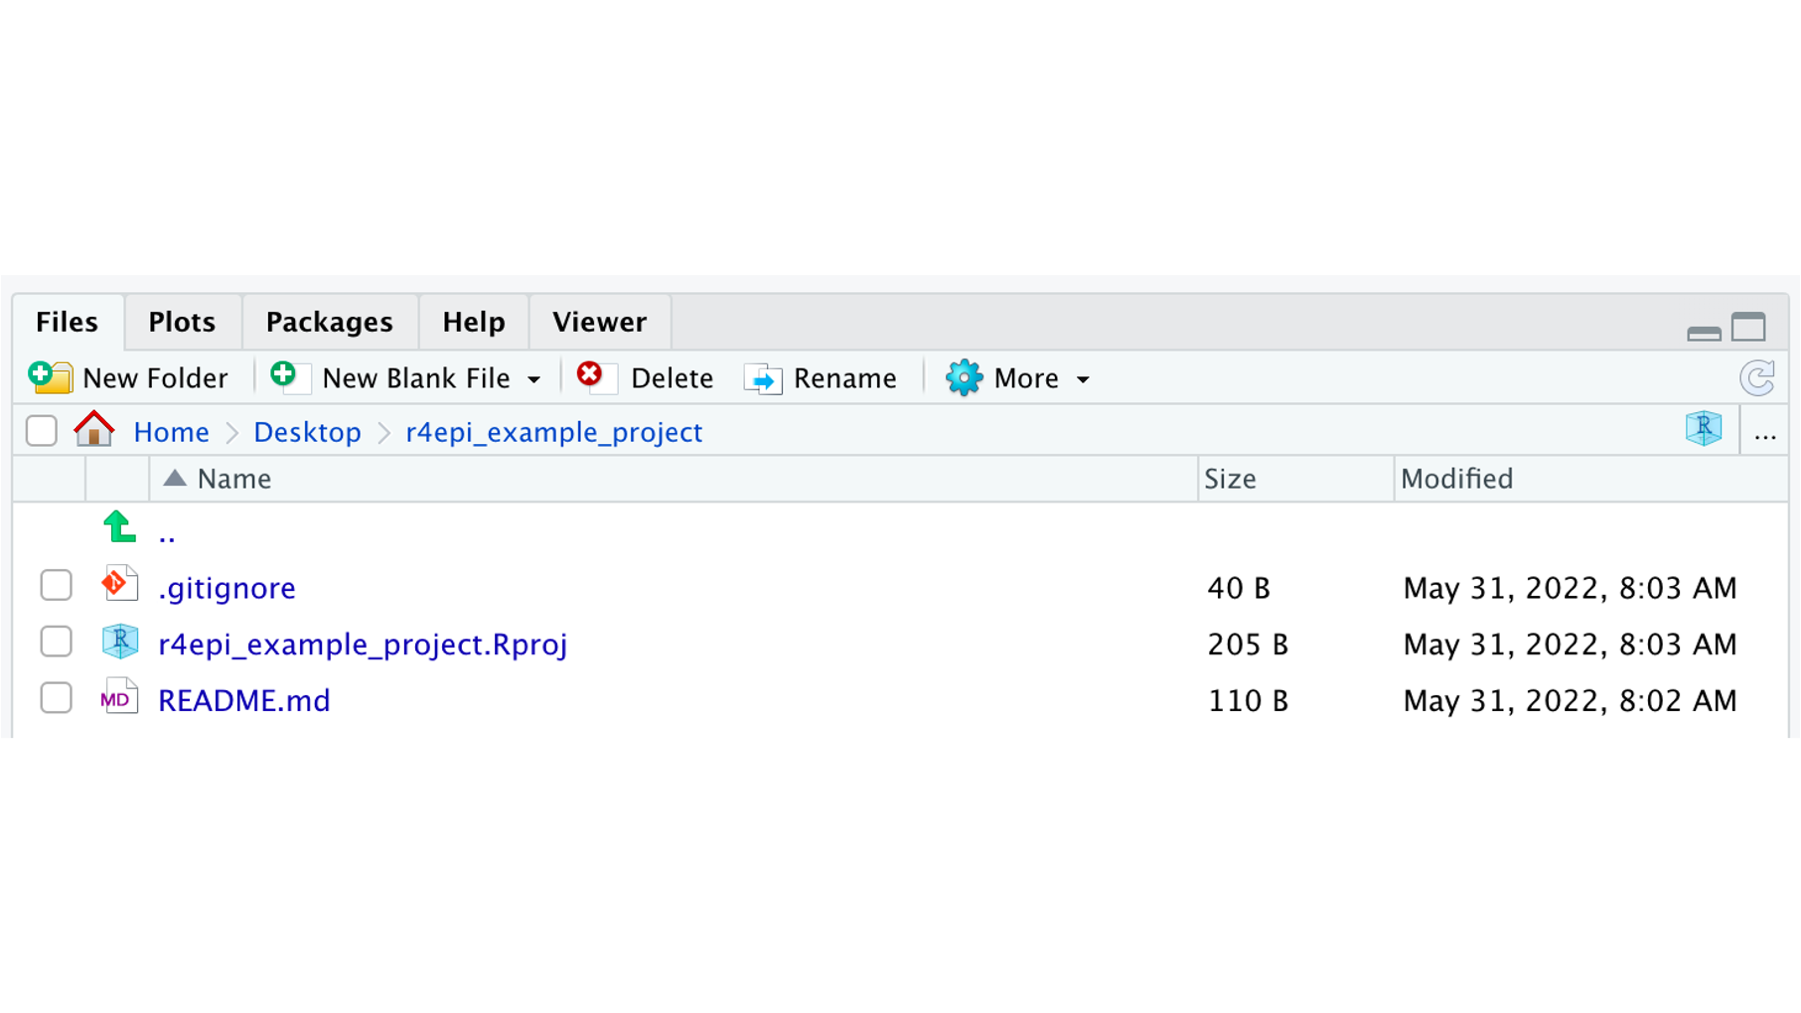 Files Plots Packages Help Viewer
New Folder New Blank File Delete Rename More
Home Desktop r4epi_example_project R ...
Name Size Modified
..
.gitignore 40 B May 31, 2022, 8:03 AM
R r4epi_example_project.Rproj 205 B May 31, 2022, 8:03 AM
MD README.md 110 B May 31, 2022, 8:02 AM